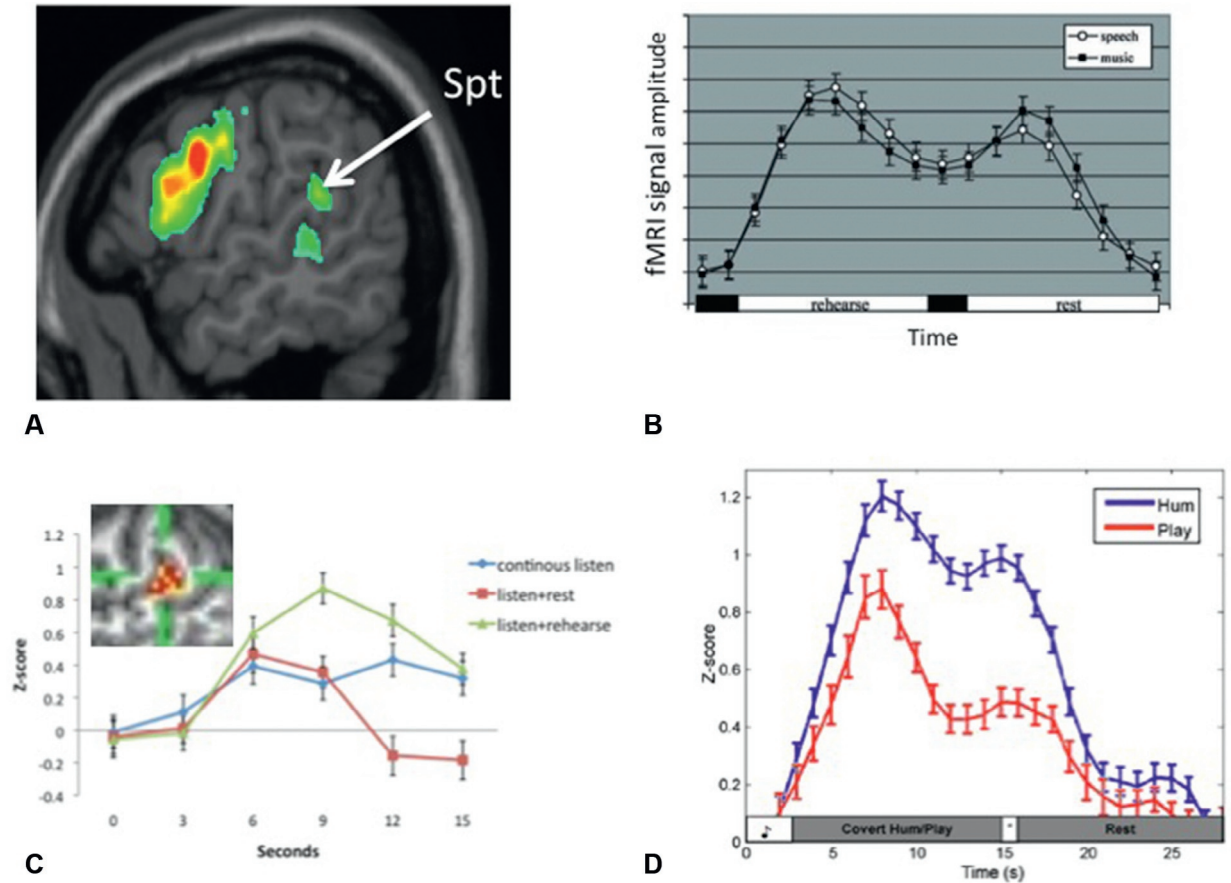 Spt
A
fMRI signal amplitude
speech
music
rehearse
rest
Time
B
1.2
1
0.8
0.6
0.4
0.2
0
-0.2
-0.4
Z-score
continous listen
listen+rest
listen+rehearse
0 3 6 9 12 15
Seconds
C
1.2
1
0.8
0.6
0.4
0.2
0
Z-score
Hum
Play
Covert Hum/Play
Rest
0 5 10 15 20 25
Time (s)
D